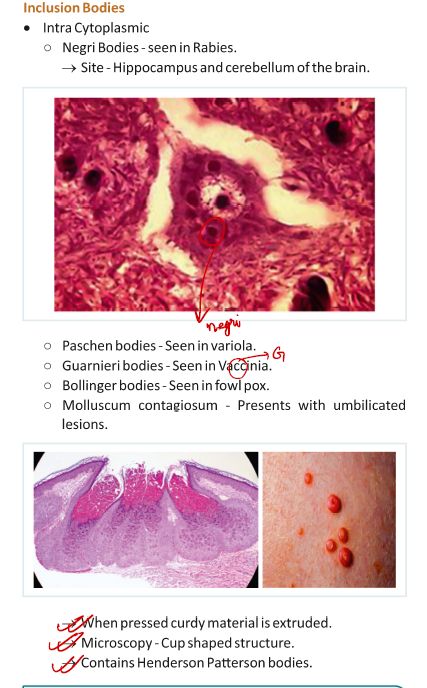 Inclusion Bodies
• Intra Cytoplasmic
○ Negri Bodies - seen in Rabies.
→ Site - Hippocampus and cerebellum of the brain.
negri
○ Paschen bodies - Seen in variola.
○ Guarnieri bodies - Seen in Vaccinia. → G
○ Bollinger bodies - Seen in fowl pox.
○ Molluscum contagiosum - Presents with umbilicated
lesions.
→ When pressed curdy material is extruded.
→ Microscopy - Cup shaped structure.
→ Contains Henderson Patterson bodies.